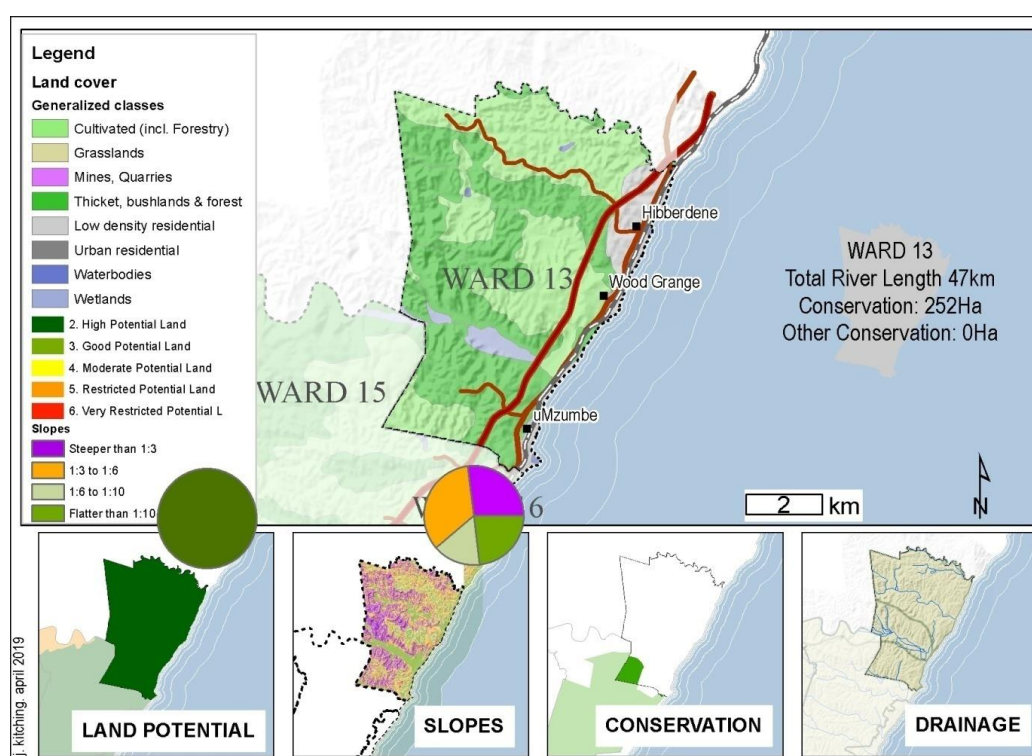 Legend
Land cover
Generalized classes
Cultivated (incl. Forestry)
Grasslands
Mines, Quarries
Thicket, bushlands & forest
Low density residential
Urban residential
Waterbodies
Wetlands
2. High Potential Land
3. Good Potential Land
4. Moderate Potential Land
5. Restricted Potential Land
6. Very Restricted Potential L
Slopes
Steeper than 1:3
1:3 to 1:6
1:6 to 1:10
Flatter than 1:10
Hibberdene
WARD 13
Wood Grange
WARD 15
uMzumbe
W 6
WARD 13
Total River Length 47km
Conservation: 252Ha
Other Conservation: 0Ha
2 km
N
j. kitching, april 2019
LAND POTENTIAL
SLOPES
CONSERVATION
DRAINAGE